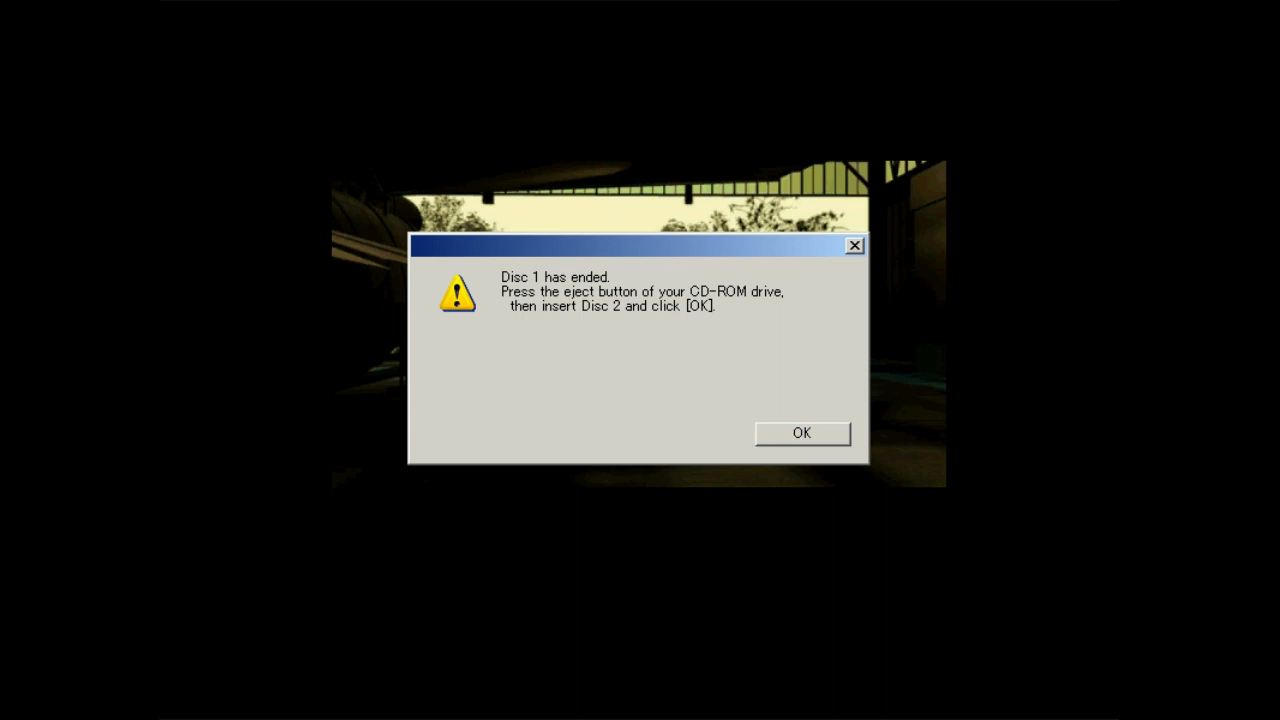 Disc 1 has ended.
Press the eject button of your CD-ROM drive,
then insert Disc 2 and click [OK].
OK